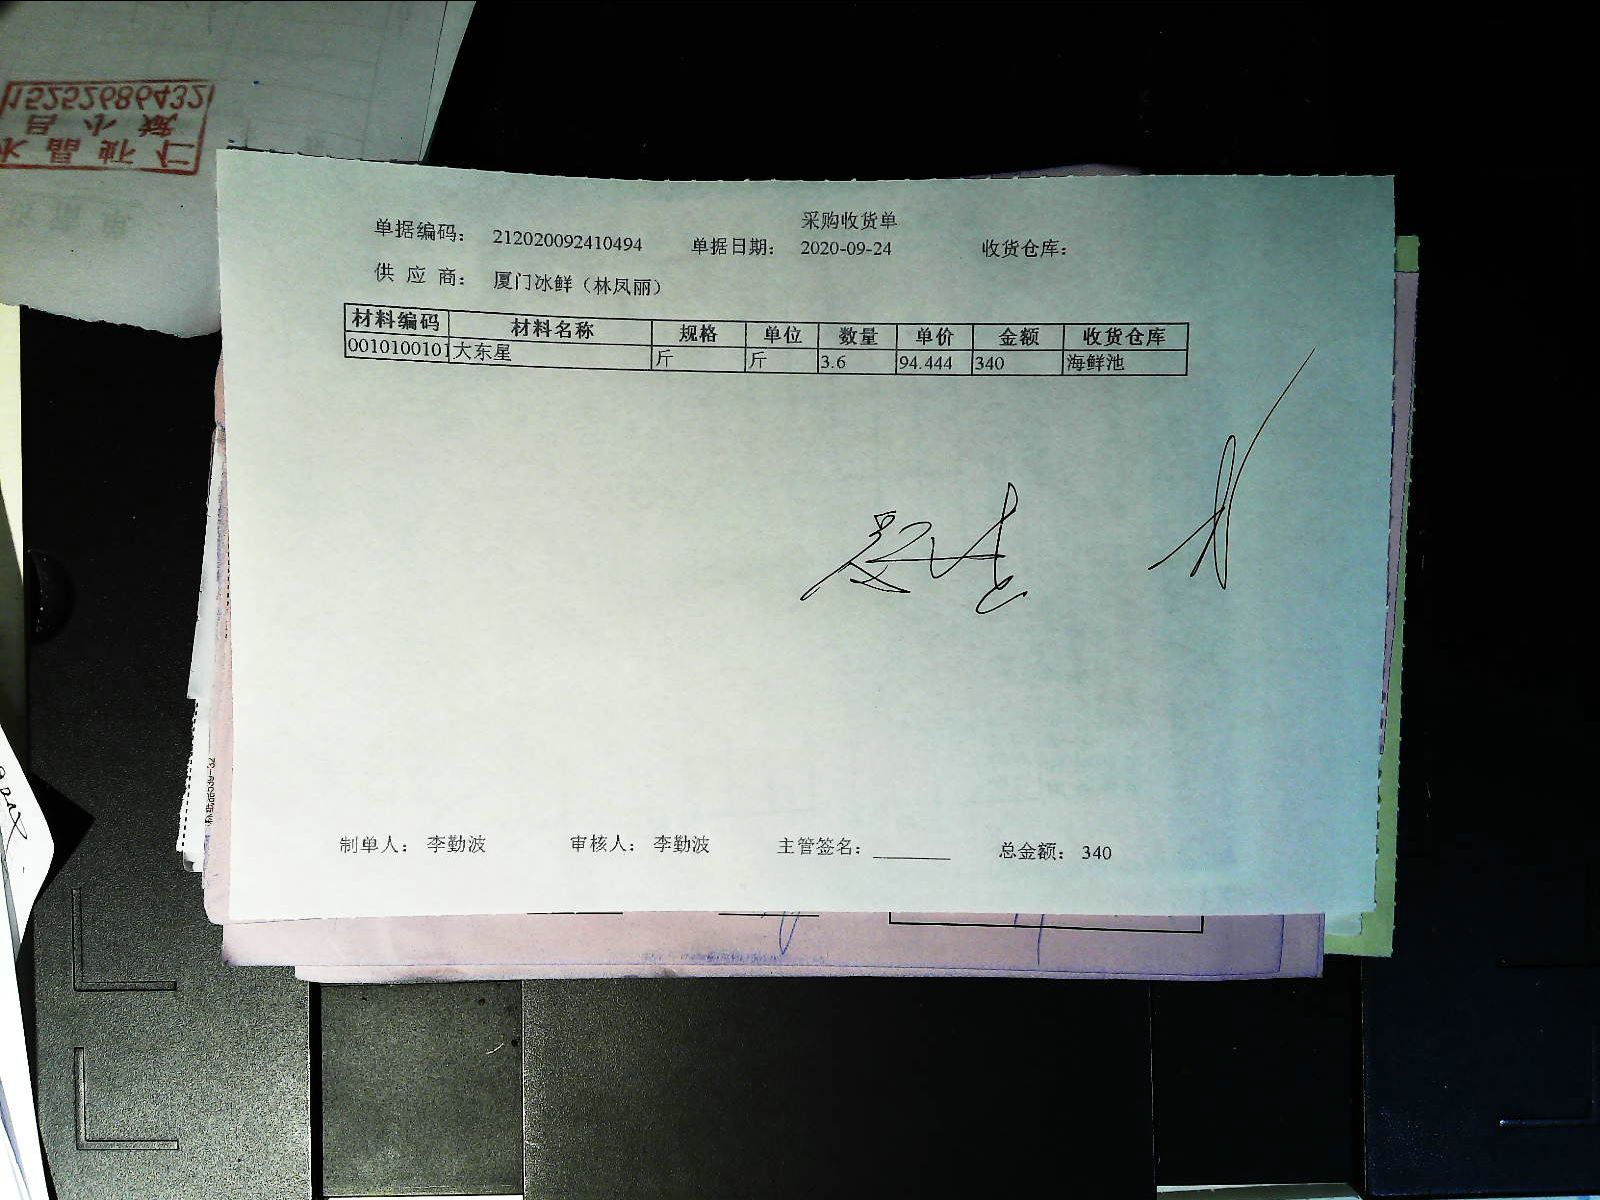 15252686432
采购收货单
单据编码： 212020092410494 单据日期： 2020-09-24 收货仓库：
供 应 商： 厦门冰鲜（林凤丽）
材料编码 材料名称 规格 单位 数量 单价 金额 收货仓库
0010100101 大东星 斤 斤 3.6 94.444 340 海鲜池
制单人： 李勤波 审核人： 李勤波 主管签名： 总金额： 340